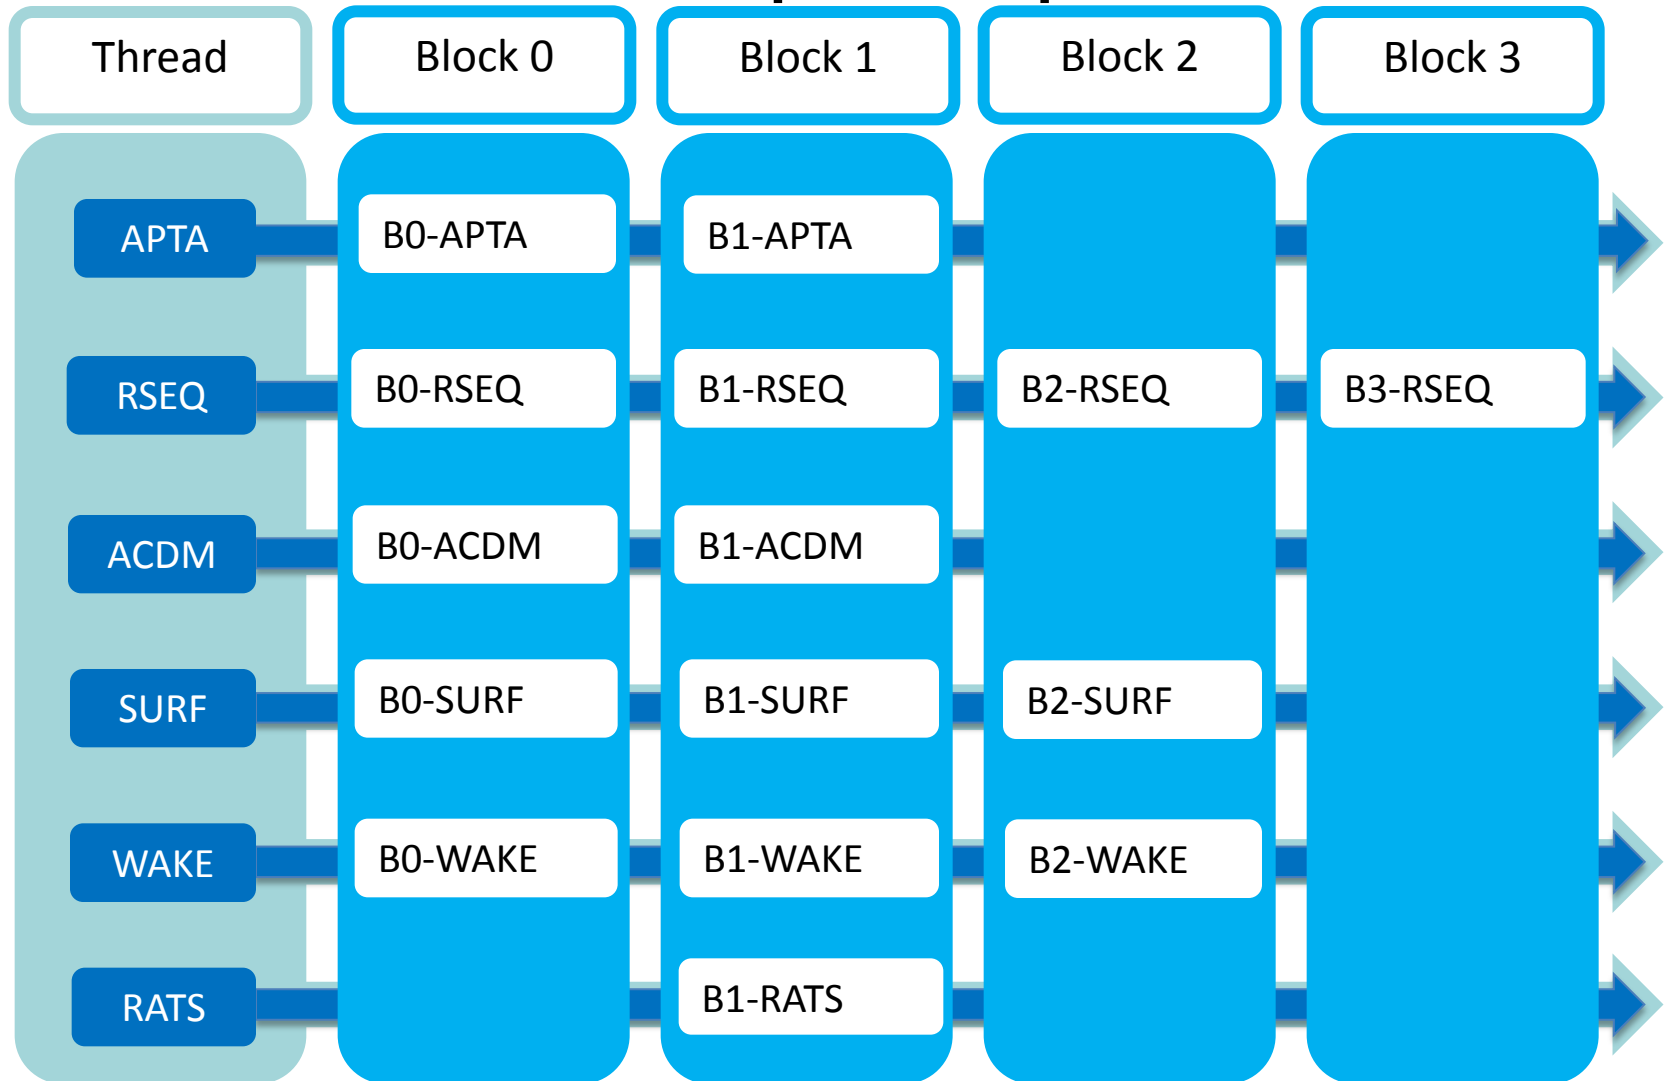 Thread Block 0 Block 1 Block 2 Block 3
APTA B0-APTA B1-APTA
RSEQ B0-RSEQ B1-RSEQ B2-RSEQ B3-RSEQ
ACDM B0-ACDM B1-ACDM
SURF B0-SURF B1-SURF B2-SURF
WAKE B0-WAKE B1-WAKE B2-WAKE
RATS B1-RATS